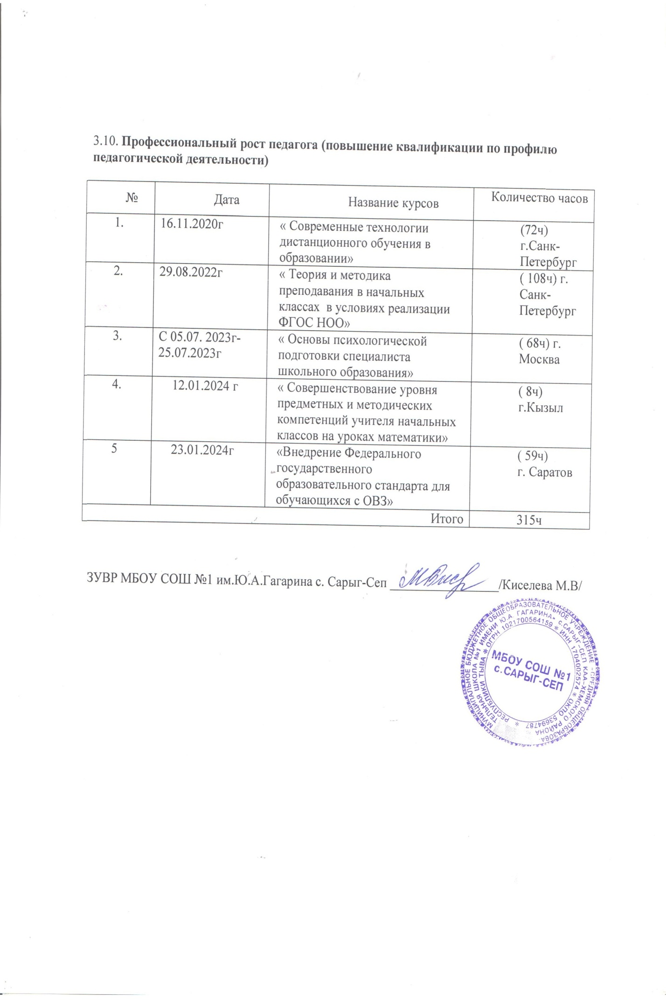 3.10. Профессиональный рост педагога (повышение квалификации по профилю
педагогической деятельности)
№ Дата Название курсов Количество часов
1. 16.11.2020г « Современные технологии
дистанционного обучения в
образовании» (72ч)
г.Санк-
Петербург
2. 29.08.2022г « Теория и методика
преподавания в начальных
классах в условиях реализации
ФГОС НОО» ( 108ч) г.
Санк-
Петербург
3. С 05.07. 2023г-
25.07.2023г
« Основы психологической
подготовки специалиста
школьного образования»
( 68ч) г.
Москва
4. 12.01.2024 г « Совершенствование уровня
предметных и методических
компетенций учителя начальных
классов на уроках математики»
( 8ч)
г.Кызыл
5 23.01.2024г «Внедрение Федерального
государственного
образовательного стандарта для
обучающихся с ОВЗ»
( 59ч)
г. Саратов
Итого 315ч
ЗУВР МБОУ СОШ №1 им.Ю.А.Гагарина с. Сарыг-Сеп /Киселева М.В/
МУНИЦИПАЛЬНОЕ БЮДЖЕТНОЕ ОБЩЕОБРАЗОВАТЕЛЬНОЕ УЧРЕЖДЕНИЕ "СРЕДНЯЯ ОБЩЕОБРАЗОВА-
ТЕЛЬНАЯ ШКОЛА №1 ИМЕНИ Ю.А. ГАГАРИНА" с.САРЫГ-СЕП КАА-ХЕМСКОГО РАЙОНА
РЕСПУБЛИКИ ТЫВА * ОГРН 1021700564159 * ИНН 1704002574 * ОКПО 53694787 *
МБОУ СОШ №1
с.САРЫГ-СЕП